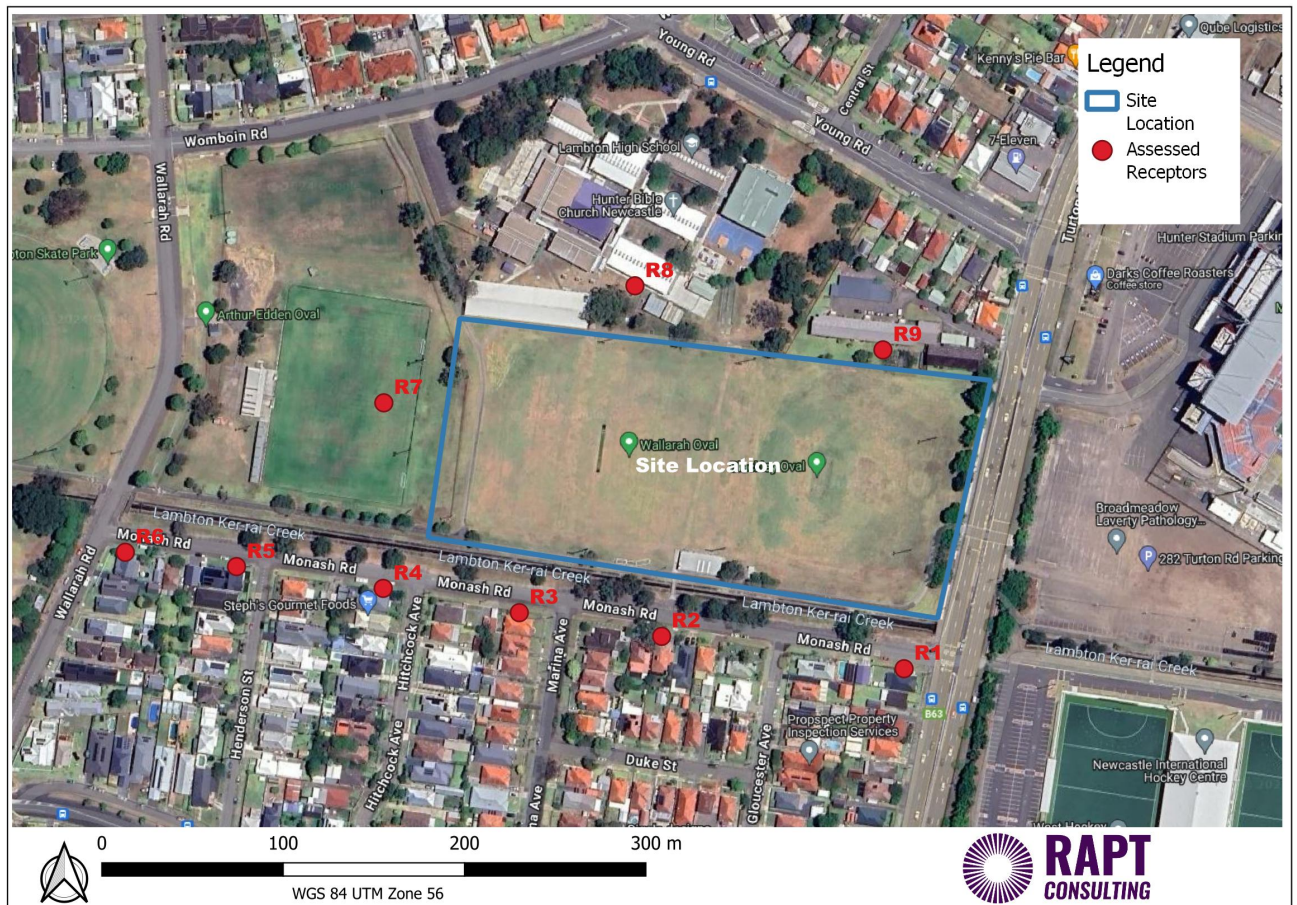 Qube Logistics
Young Rd
Kenny's Pie Bar
Legend
Site
Location
Assessed
Receptors
Central St
Womboin Rd
Lambton High School
Young Rd
7-Eleven
Wallarah Rd
Hunter Bible
Church Newcastle
Hunter Stadium
Skate Park
R8
Darks Coffee Roasters
Coffee store
Arthur Edden Oval
R9
R7
Wallarah Oval
Site Location
Oval
Lambton Ker-rai Creek
Broadmeadow
Laverty Pathology...
Monash Rd
R6
R5
Monash Rd
Lambton Ker-rai Creek
P
282 Turton Rd Parking
R4
Monash Rd
Wallarah Rd
Steph's Gourmet Foods
R3
Monash Rd
Lambton Ker-rai Creek
R2
Monash Rd
R1
Lambton Ker-rai Creek
Hitchcock Ave
Marina Ave
Henderson St
B63
Propspect Property
Inspection Services
Duke St
Gloucester Ave
Newcastle International
Hockey Centre
Hitchcock Ave
Ave
0
100
200
300 m
WGS 84 UTM Zone 56
RAPT
CONSULTING